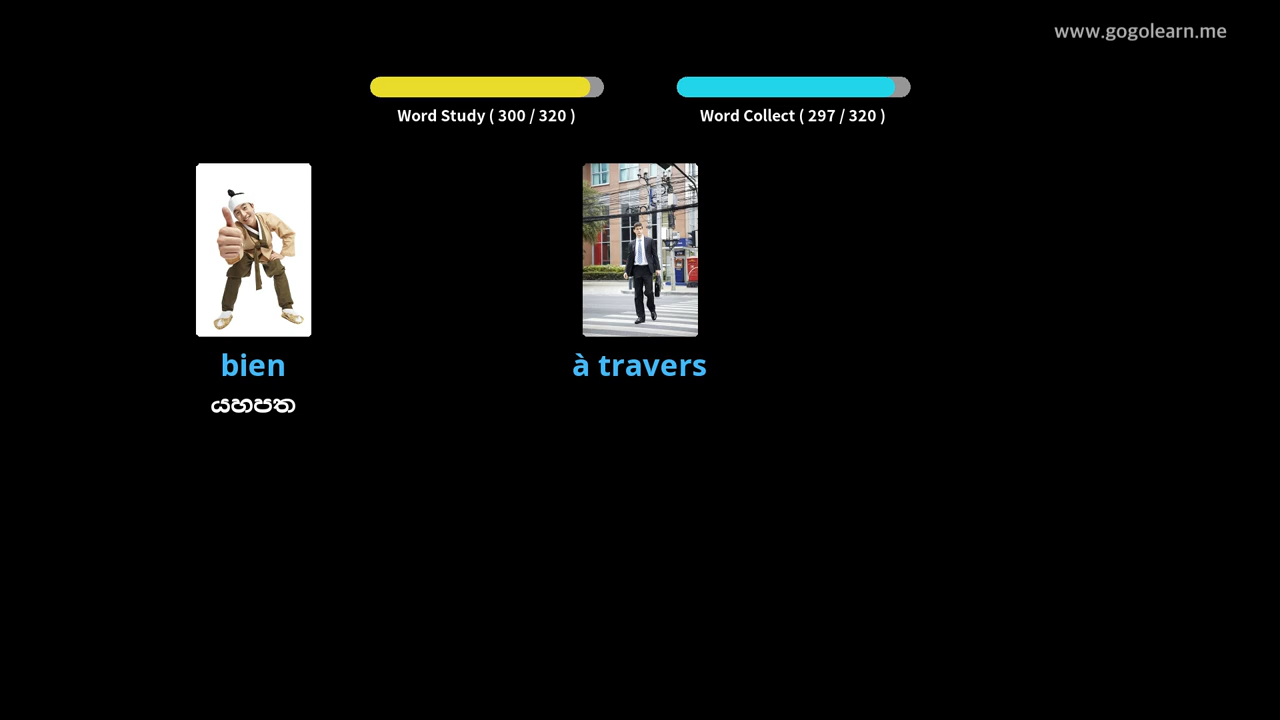 www.gogolearn.me
Word Study ( 300 / 320 )
Word Collect ( 297 / 320 )
bien
à travers
යහපත